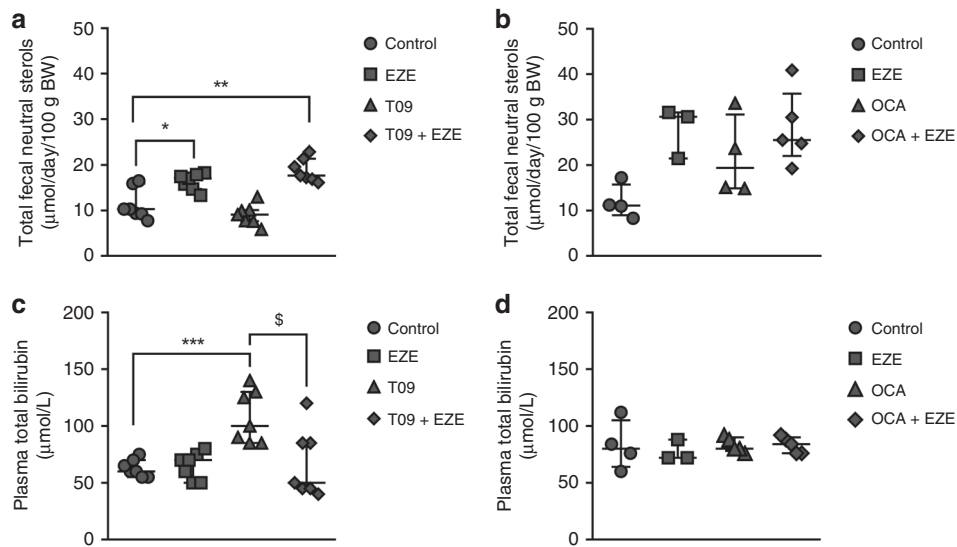 a
Total fecal neutral sterols
(μmol/day/100 g BW)
50
40
30
20
10
0
*
**
Control
EZE
T09
T09 + EZE
b
Total fecal neutral sterols
(μmol/day/100 g BW)
50
40
30
20
10
0
Control
EZE
OCA
OCA + EZE
c
Plasma total bilirubin
(μmol/L)
200
150
100
50
0
***
$
Control
EZE
T09
T09 + EZE
d
Plasma total bilirubin
(μmol/L)
200
150
100
50
0
Control
EZE
OCA
OCA + EZE